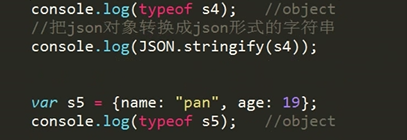 console.log(typeof s4);   //object
//把json对象转换成json形式的字符串
console.log(JSON.stringify(s4));
var s5 = {name: "pan", age: 19};
console.log(typeof s5);   //object